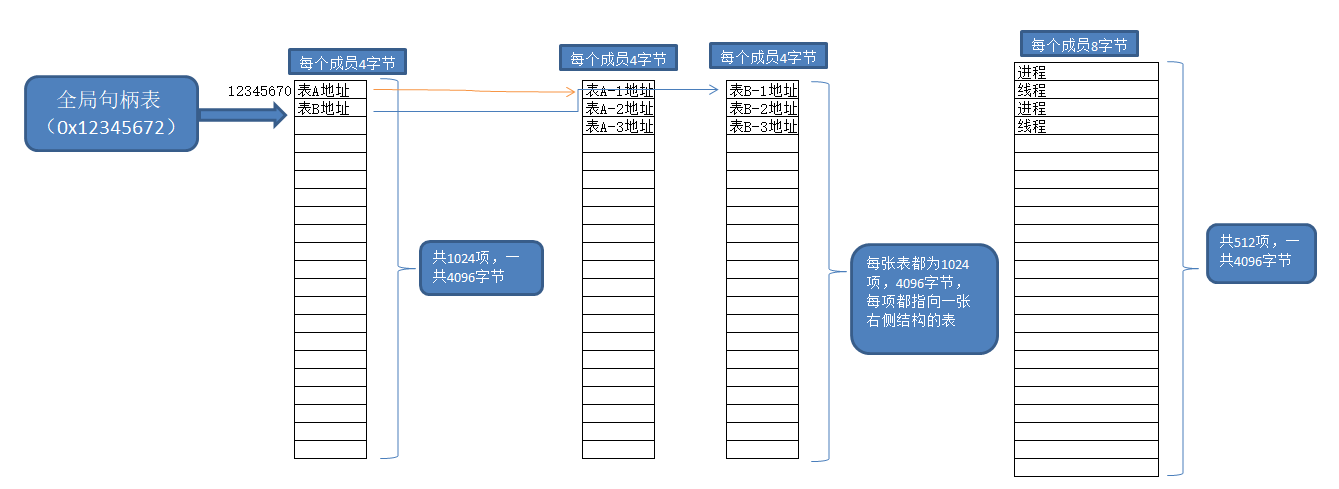 每个成员4字节
每个成员4字节
每个成员4字节
每个成员8字节
全局句柄表
（0x12345672）
12345670
表A地址
表B地址
表A-1地址
表A-2地址
表A-3地址
表B-1地址
表B-2地址
表B-3地址
进程
线程
进程
线程
共1024项，一
共4096字节
每张表都为1024
项，4096字节，
每项都指向一张
右侧结构的表
共512项，一
共4096字节